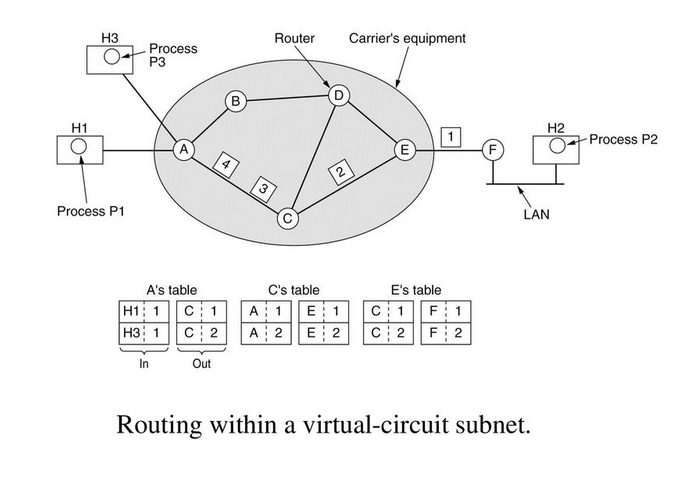 H3
Process
P3
Router
Carrier's equipment
B
D
H1
1
H2
Process P2
A
4
3
2
E
F
C
Process P1
LAN
A's table
C's table
E's table
H1 1 C 1 A 1 E 1 C 1 F 1
H3 1 C 2 A 2 E 2 C 2 F 2
In
Out
Routing within a virtual-circuit subnet.